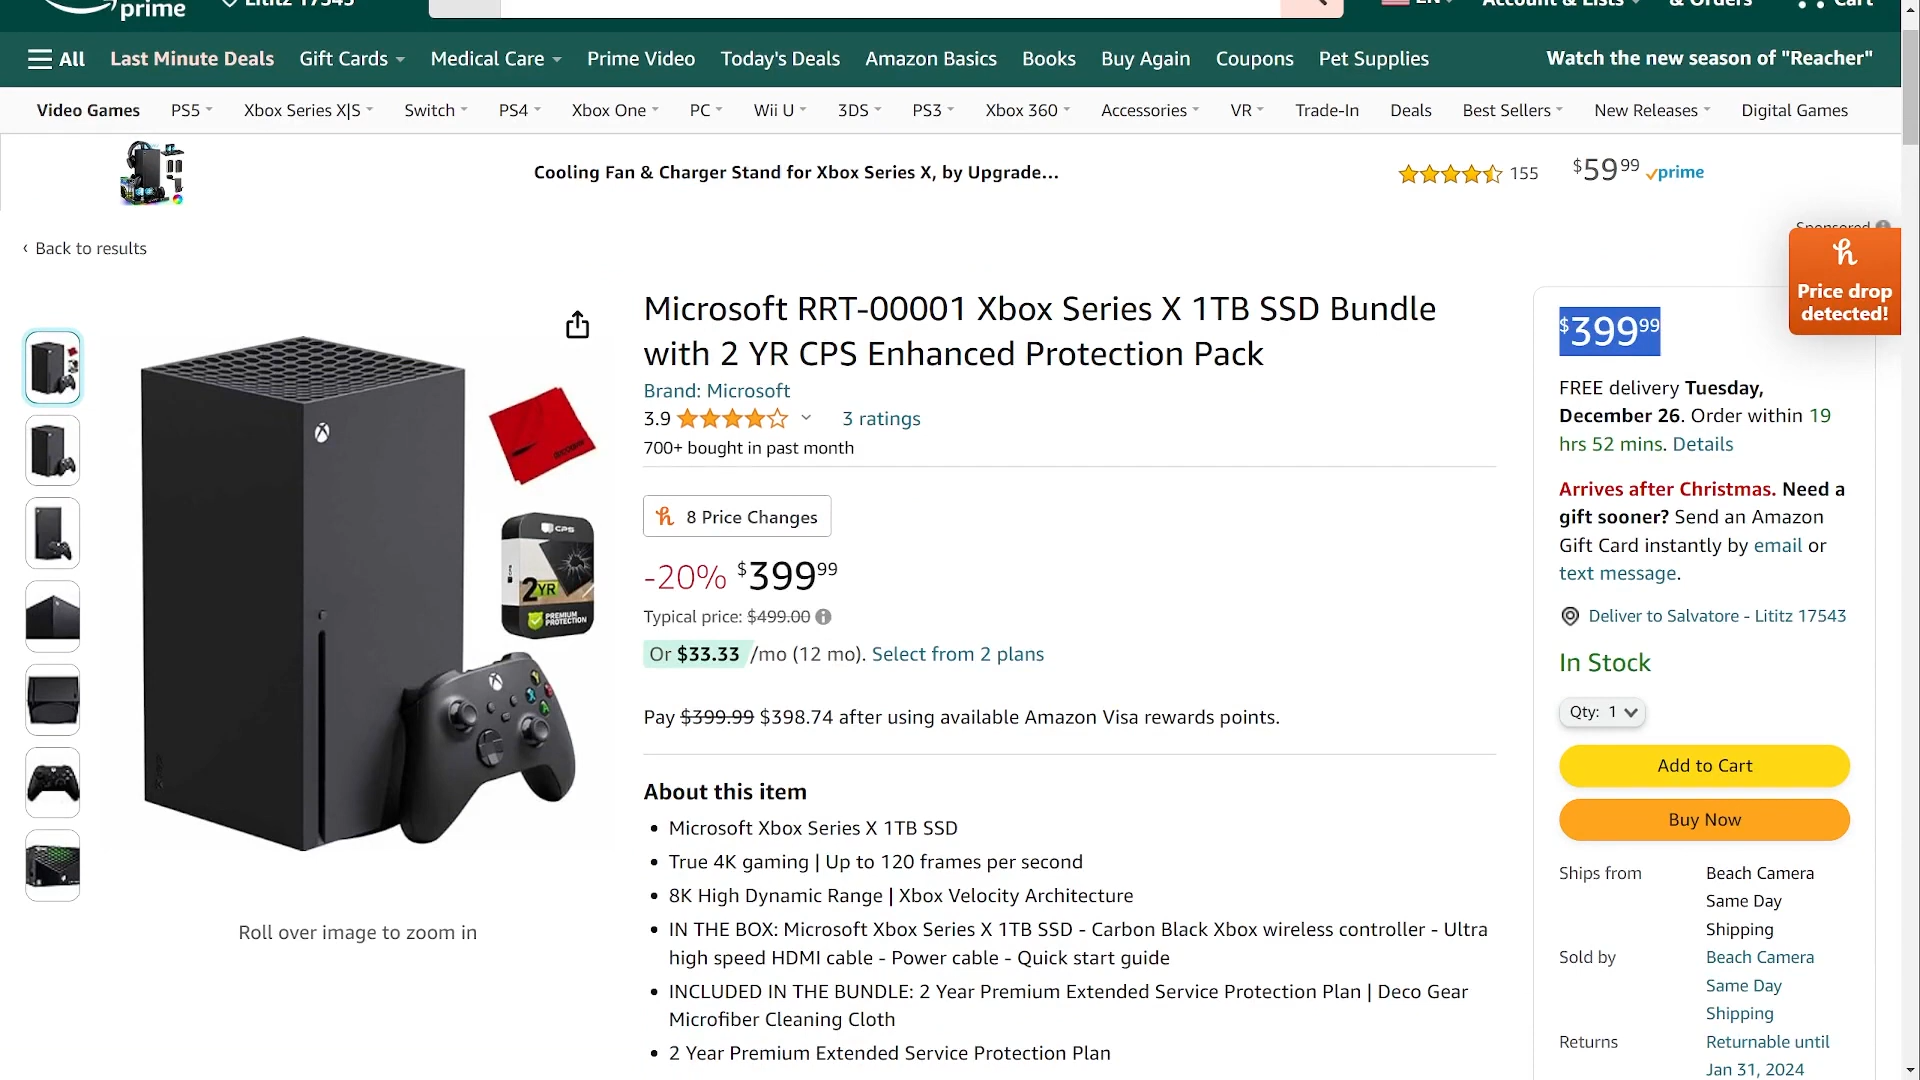 prime
Lititz 17543
EN
Account & Lists
& Orders
Cart
All
Last Minute Deals
Gift Cards
Medical Care
Prime Video
Today's Deals
Amazon Basics
Books
Buy Again
Coupons
Pet Supplies
Watch the new season of "Reacher"
Video Games
PS5
Xbox Series X|S
Switch
PS4
Xbox One
PC
Wii U
3DS
PS3
Xbox 360
Accessories
VR
Trade-In
Deals
Best Sellers
New Releases
Digital Games
Cooling Fan & Charger Stand for Xbox Series X, by Upgrade...
155
$59 99
prime
Sponsored
Price drop
detected!
‹ Back to results
Microsoft RRT-00001 Xbox Series X 1TB SSD Bundle
with 2 YR CPS Enhanced Protection Pack
Brand: Microsoft
3.9
3 ratings
700+ bought in past month
8 Price Changes
-20% $399 99
Typical price: $499.00
Or $33.33 /mo (12 mo). Select from 2 plans
Pay $399.99 $398.74 after using available Amazon Visa rewards points.
About this item
• Microsoft Xbox Series X 1TB SSD
• True 4K gaming | Up to 120 frames per second
• 8K High Dynamic Range | Xbox Velocity Architecture
• IN THE BOX: Microsoft Xbox Series X 1TB SSD - Carbon Black Xbox wireless controller - Ultra
high speed HDMI cable - Power cable - Quick start guide
• INCLUDED IN THE BUNDLE: 2 Year Premium Extended Service Protection Plan | Deco Gear
Microfiber Cleaning Cloth
• 2 Year Premium Extended Service Protection Plan
CPS
2YR
PREMIUM
PROTECTION
Roll over image to zoom in
$399 99
FREE delivery Tuesday,
December 26. Order within 19
hrs 52 mins. Details
Arrives after Christmas. Need a
gift sooner? Send an Amazon
Gift Card instantly by email or
text message.
Deliver to Salvatore - Lititz 17543
In Stock
Qty: 1
Add to Cart
Buy Now
Ships from
Beach Camera
Same Day
Shipping
Sold by
Beach Camera
Same Day
Shipping
Returns
Returnable until
Jan 31, 2024